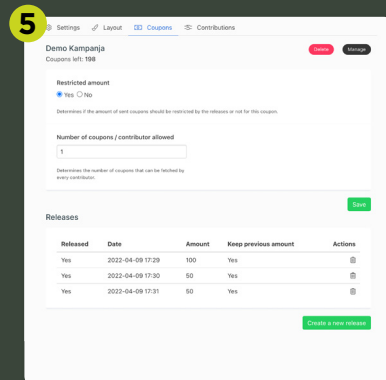 5
Settings Layout Coupons Contributions
Demo Kampanja Delete Manage
Coupons left: 198
Restricted amount
Yes No
Determines if the amount of sent coupons should be restricted by the releases or not for this coupon.
Number of coupons / contributor allowed
1
Determines the number of coupons that can be fetched by
every contributor.
Save
Releases
Released Date Amount Keep previous amount Actions
Yes 2022-04-09 17:29 100 Yes
Yes 2022-04-09 17:30 50 Yes
Yes 2022-04-09 17:31 50 Yes
Create a new release